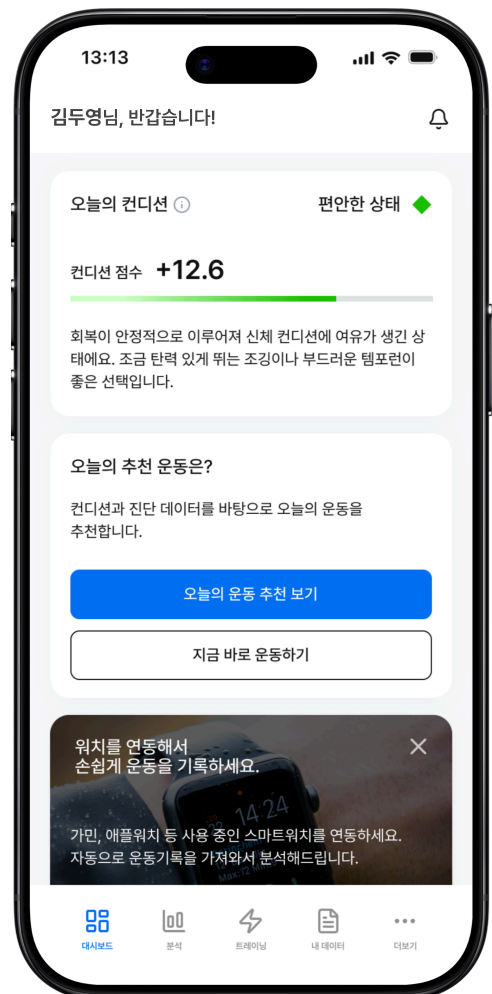 13:13
김두영님, 반갑습니다!
오늘의 컨디션
편안한 상태
컨디션 점수 +12.6
회복이 안정적으로 이루어져 신체 컨디션에 여유가 생긴 상
태에요. 조금 탄력 있게 뛰는 조깅이나 부드러운 템포런이
좋은 선택입니다.
오늘의 추천 운동은?
컨디션과 진단 데이터를 바탕으로 오늘의 운동을
추천합니다.
오늘의 운동 추천 보기
지금 바로 운동하기
워치를 연동해서
손쉽게 운동을 기록하세요.
14:24
가민, 애플워치 등 사용 중인 스마트워치를 연동하세요.
자동으로 운동기록을 가져와서 분석해드립니다.
대시보드
분석
트레이닝
내 데이터
더보기